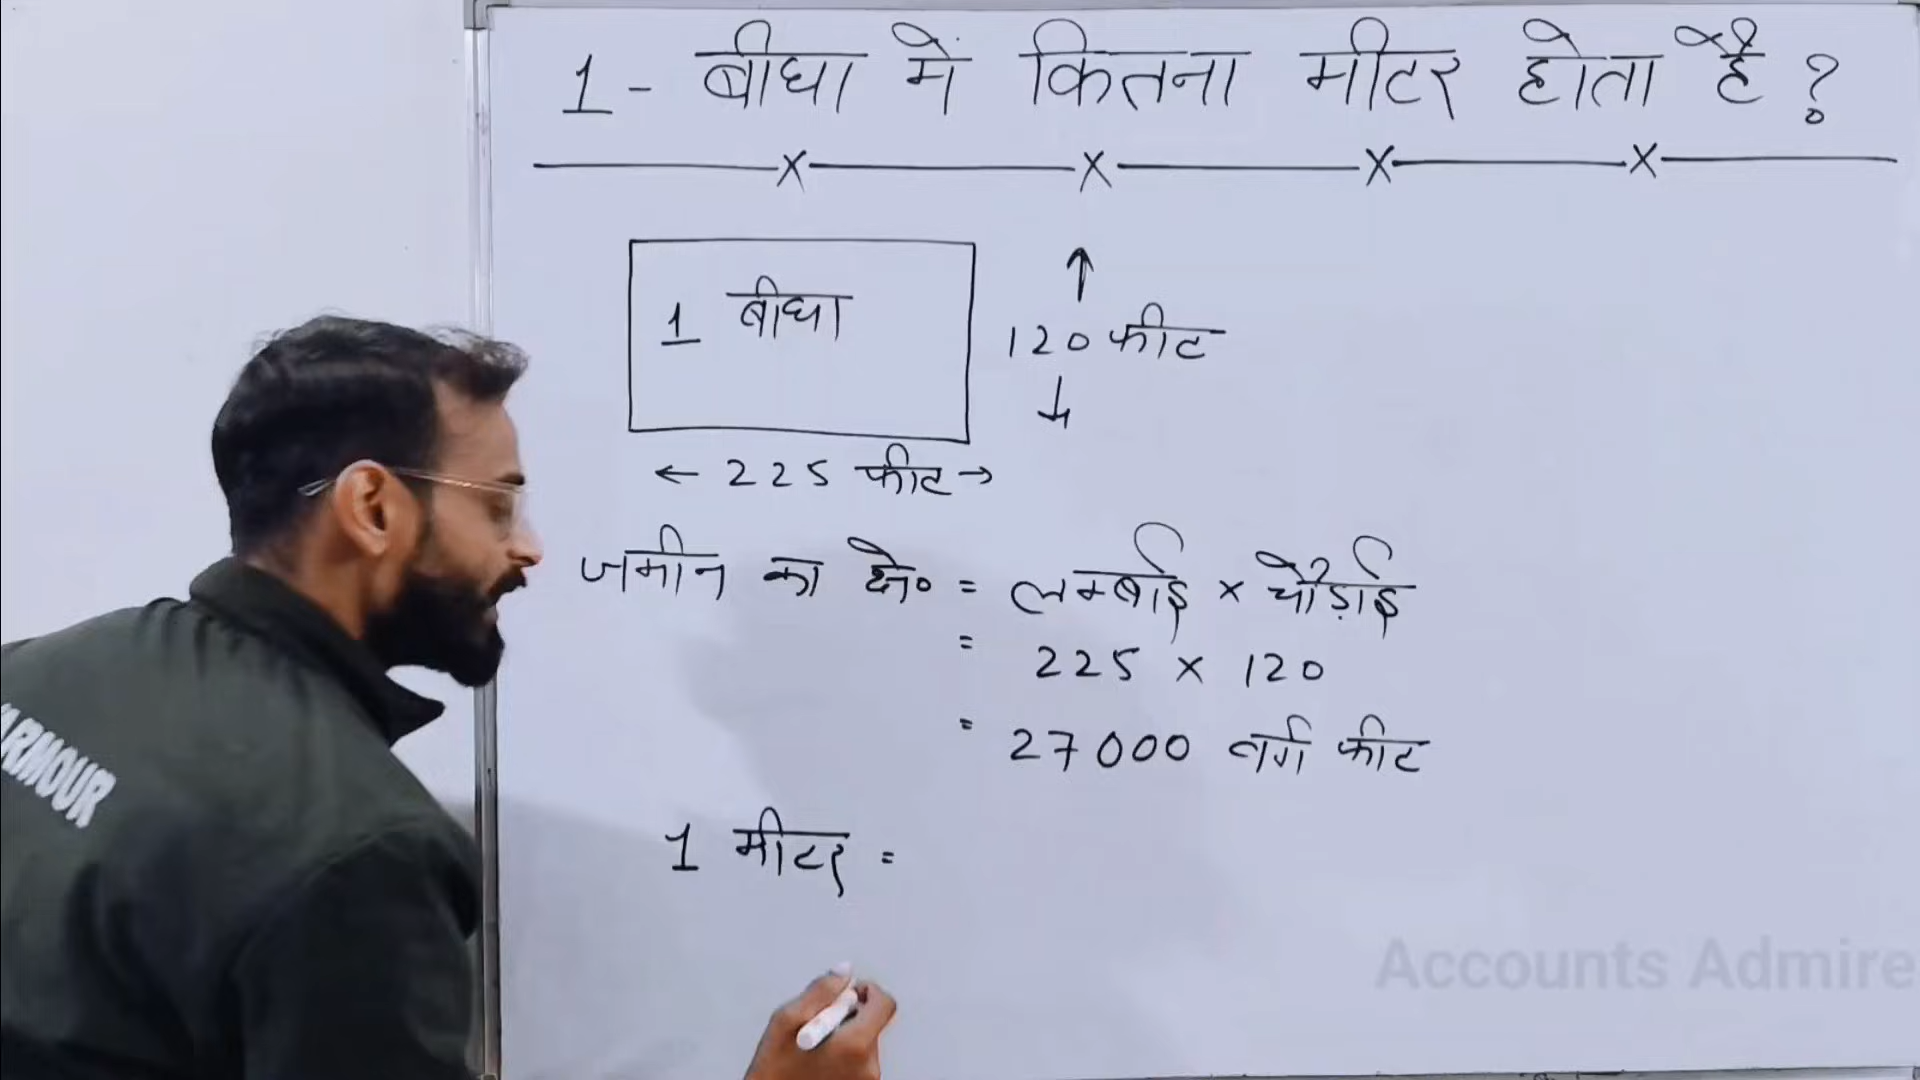 1 - बीघा में कितना मीटर होता है ?
1 बीघा
120 फीट
← 225 फीट →
जमीन का क्षे० = लम्बाई × चौड़ाई
= 225 × 120
= 27000 वर्ग फीट
1 मीटर =
ARMOUR
Accounts Admire